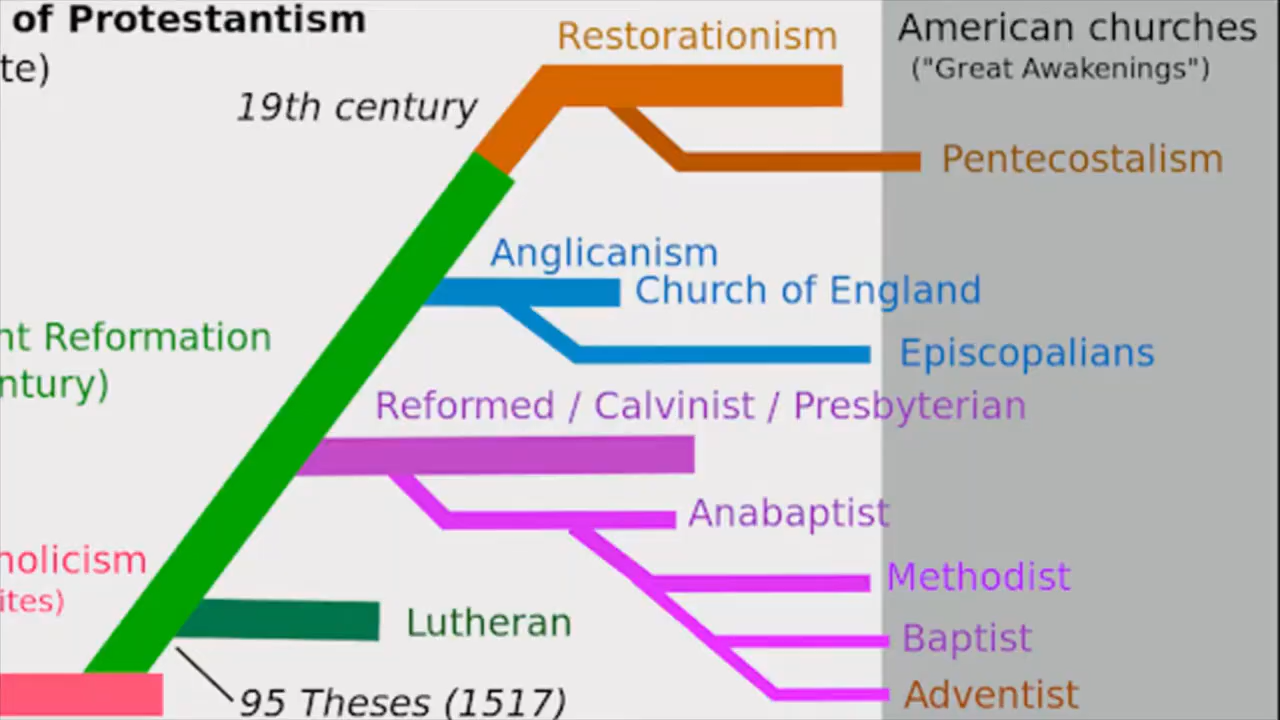 of Protestantism
te)
Restorationism
American churches
("Great Awakenings")
19th century
Pentecostalism
Anglicanism
Church of England
nt Reformation
ntury)
Episcopalians
Reformed / Calvinist / Presbyterian
Anabaptist
holicism
ites)
Methodist
Lutheran
Baptist
95 Theses (1517)
Adventist